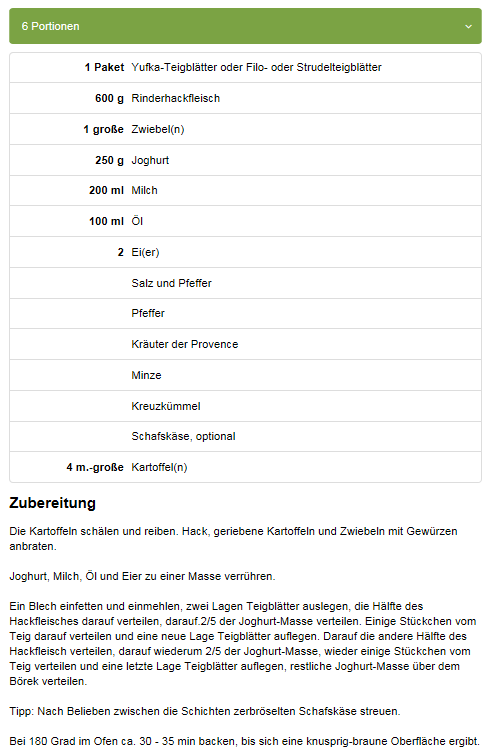 6 Portionen
1 Paket Yufka-Teigblätter oder Filo- oder Strudelteigblätter
600 g Rinderhackfleisch
1 große Zwiebel(n)
250 g Joghurt
200 ml Milch
100 ml Öl
2 Ei(er)
Salz und Pfeffer
Pfeffer
Kräuter der Provence
Minze
Kreuzkümmel
Schafskäse, optional
4 m.-große Kartoffel(n)
Zubereitung
Die Kartoffeln schälen und reiben. Hack, geriebene Kartoffeln und Zwiebeln mit Gewürzen
anbraten.
Joghurt, Milch, Öl und Eier zu einer Masse verrühren.
Ein Blech einfetten und einmehlen, zwei Lagen Teigblätter auslegen, die Hälfte des
Hackfleisches darauf verteilen, darauf.2/5 der Joghurt-Masse verteilen. Einige Stückchen vom
Teig darauf verteilen und eine neue Lage Teigblätter auflegen. Darauf die andere Hälfte des
Hackfleisch verteilen, darauf wiederum 2/5 der Joghurt-Masse, wieder einige Stückchen vom
Teig verteilen und eine letzte Lage Teigblätter auflegen, restliche Joghurt-Masse über dem
Börek verteilen.
Tipp: Nach Belieben zwischen die Schichten zerbröselten Schafskäse streuen.
Bei 180 Grad im Ofen ca. 30 - 35 min backen, bis sich eine knusprig-braune Oberfläche ergibt.